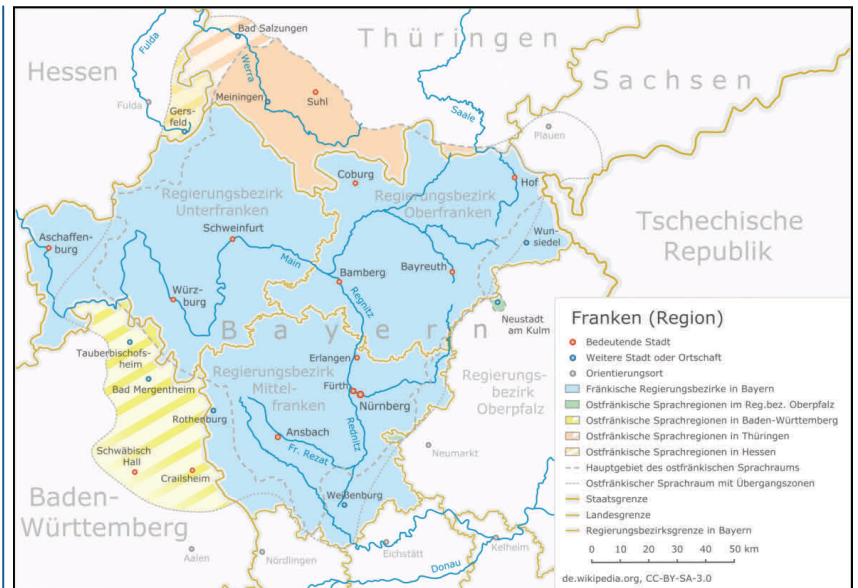 Thüringen
Hessen
Sachsen
Bad Salzungen
Fulda
Werra
Fulda
Gers-
feld
Meiningen
Suhl
Saale
Plauen
Coburg
Hof
Regierungsbezirk
Unterfranken
Regierungsbezirk
Oberfranken
Tschechische
Republik
Aschaffen-
burg
Schweinfurt
Wun-
siedel
Main
Bamberg
Bayreuth
Würz-
burg
Regnitz
Neustadt
am Kulm
Bayern
Tauberbischofs-
heim
Erlangen
Regierungsbezirk
Mittel-
franken
Regierungs-
bezirk
Oberpfalz
Bad Mergentheim
Fürth
Nürnberg
Rothenburg
Ansbach
Rednitz
Fr. Rezat
Neumarkt
Schwäbisch
Hall
Crailsheim
Weißenburg
Baden-
Württemberg
Aalen
Nördlingen
Eichstätt
Kelheim
Donau
Franken (Region)
Bedeutende Stadt
Weitere Stadt oder Ortschaft
Orientierungsort
Fränkische Regierungsbezirke in Bayern
Ostfränkische Sprachregionen im Reg.bez. Oberpfalz
Ostfränkische Sprachregionen in Baden-Württemberg
Ostfränkische Sprachregionen in Thüringen
Ostfränkische Sprachregionen in Hessen
Hauptgebiet des ostfränkischen Sprachraums
Ostfränkischer Sprachraum mit Übergangszonen
Staatsgrenze
Landesgrenze
Regierungsbezirksgrenze in Bayern
0 10 20 30 40 50 km
de.wikipedia.org, CC-BY-SA-3.0